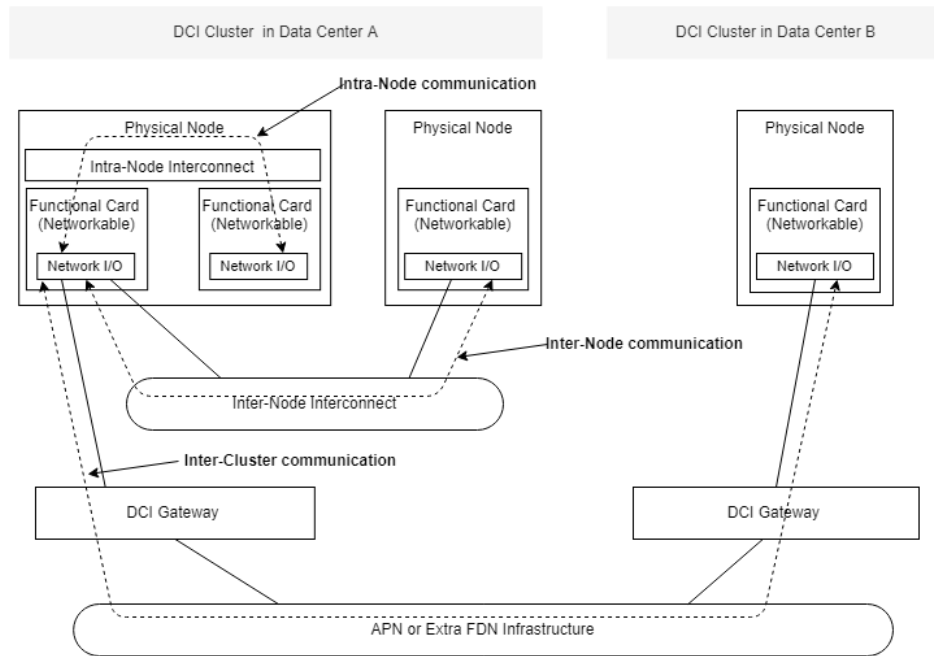 DCI Cluster in Data Center A
DCI Cluster in Data Center B
Intra-Node communication
Physical Node
Physical Node
Physical Node
Intra-Node Interconnect
Functional Card
(Networkable)
Functional Card
(Networkable)
Functional Card
(Networkable)
Functional Card
(Networkable)
Network I/O
Network I/O
Network I/O
Network I/O
Inter-Node communication
Inter-Node Interconnect
Inter-Cluster communication
DCI Gateway
DCI Gateway
APN or Extra FDN Infrastructure